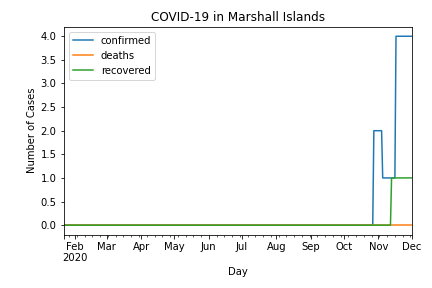 COVID-19 in Marshall Islands
confirmed
deaths
recovered
4.0
3.5
3.0
2.5
2.0
1.5
1.0
0.5
0.0
Number of Cases
Feb Mar Apr May Jun Jul Aug Sep Oct Nov Dec
2020
Day